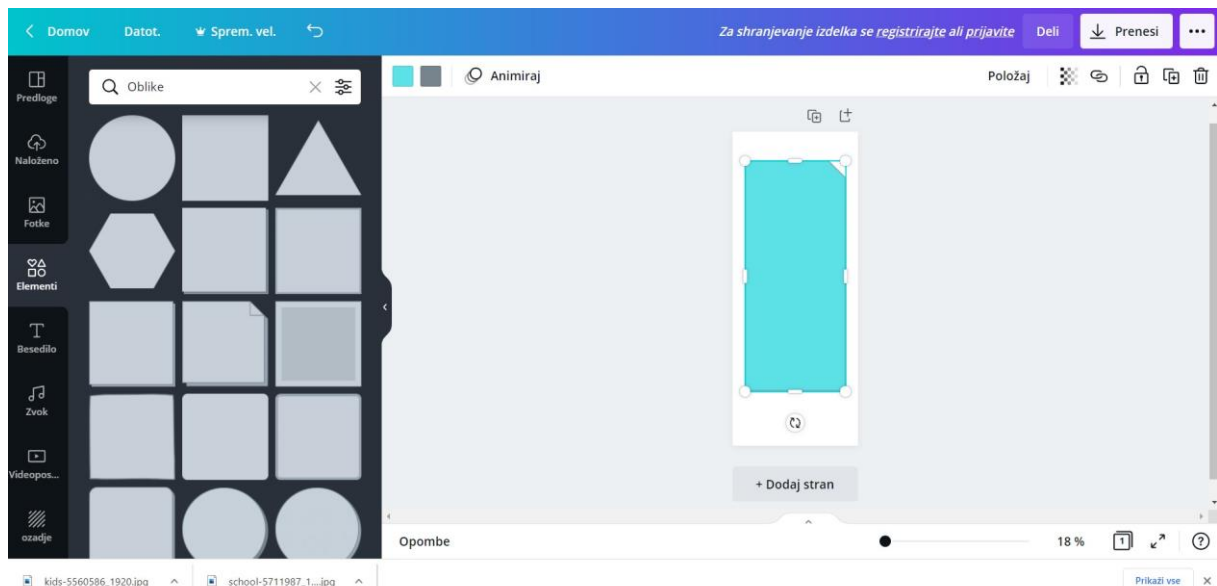 Domov Datot. Sprem. vel. Za shranjevanje izdelka se registrirajte ali prijavite Deli Prenesi
Predloge
Oblike
Animiraj
Položaj
Naloženo
Fotke
Elementi
Besedilo
Zvok
Videopos...
ozadje
+ Dodaj stran
Opombe
18 %
1
kids-5560586_1920.jpg
school-5711987_1....jpg
Prikaži vse